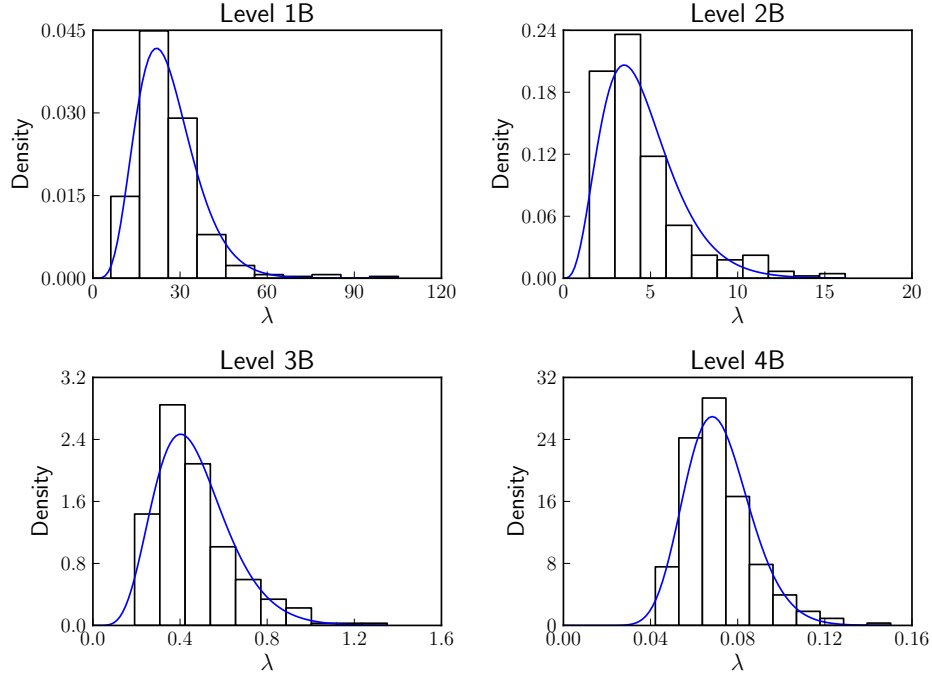 Level 1B
Density
0.045
0.030
0.015
0.000
0 30 60 90 120
λ
Level 2B
Density
0.24
0.18
0.12
0.06
0.00
0 5 10 15 20
λ
Level 3B
Density
3.2
2.4
1.6
0.8
0.0
0.0 0.4 0.8 1.2 1.6
λ
Level 4B
Density
32
24
16
8
0
0.00 0.04 0.08 0.12 0.16
λ